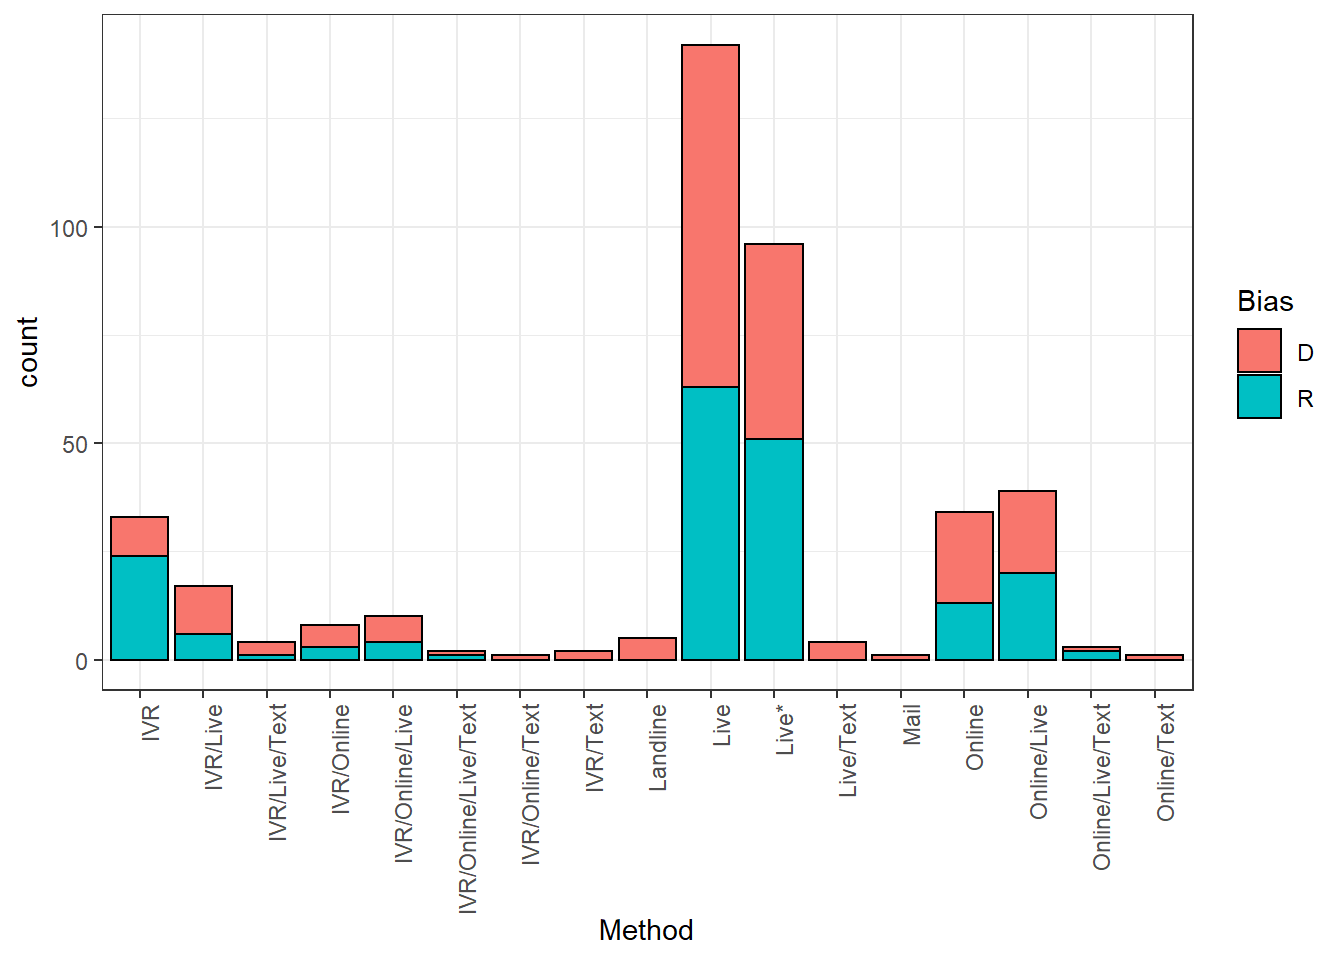 100
50
0
count
IVR
IVR/Live
IVR/Live/Text
IVR/Online
IVR/Online/Live
IVR/Online/Live/Text
IVR/Online/Text
IVR/Text
Landline
Live
Live*
Live/Text
Mail
Online
Online/Live
Online/Live/Text
Online/Text
Method
Bias
D
R